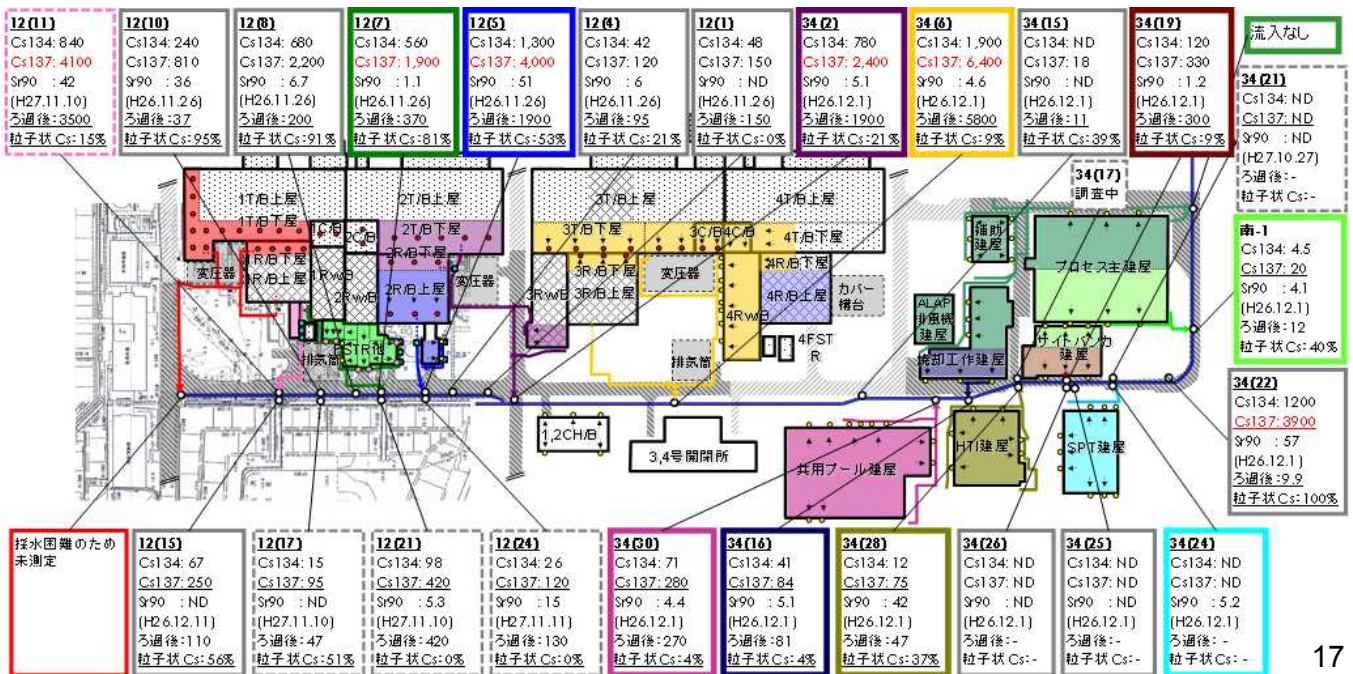 12(11)
Cs134: 840
Cs137: 4100
Sr90 : 42
(H27.11.10)
ろ過後:3500
粒子状Cs:15%
12(10)
Cs134: 240
Cs137: 810
Sr90 : 36
(H26.11.26)
ろ過後:37
粒子状Cs:95%
12(8)
Cs134: 680
Cs137: 2,200
Sr90 : 6.7
(H26.11.26)
ろ過後:200
粒子状Cs:91%
12(7)
Cs134: 560
Cs137: 1,900
Sr90 : 1.1
(H26.11.26)
ろ過後:370
粒子状Cs:81%
12(5)
Cs134: 1,300
Cs137: 4,000
Sr90 : 51
(H26.11.26)
ろ過後:1900
粒子状Cs:53%
12(4)
Cs134: 42
Cs137: 120
Sr90 : 6
(H26.11.26)
ろ過後:95
粒子状Cs:21%
12(1)
Cs134: 48
Cs137: 150
Sr90 : ND
(H26.11.26)
ろ過後:150
粒子状Cs:0%
34(2)
Cs134: 780
Cs137: 2,400
Sr90 : 5.1
(H26.12.1)
ろ過後:1900
粒子状Cs:21%
34(6)
Cs134: 1,900
Cs137: 6,400
Sr90 : 4.6
(H26.12.1)
ろ過後:5800
粒子状Cs:9%
34(15)
Cs134: ND
Cs137: 18
Sr90 : ND
(H26.12.1)
ろ過後:11
粒子状Cs:39%
34(19)
Cs134: 120
Cs137: 330
Sr90 : 1.2
(H26.12.1)
ろ過後:300
粒子状Cs:9%
流入なし
34(21)
Cs134: ND
Cs137: ND
Sr90 : ND
(H27.10.27)
ろ過後:-
粒子状Cs:-
南-1
Cs134: 4.5
Cs137: 20
Sr90 : 4.1
(H26.12.1)
ろ過後:12
粒子状Cs:40%
34(22)
Cs134: 1200
Cs137: 3900
Sr90 : 57
(H26.12.1)
ろ過後:9.9
粒子状Cs:100%
34(17)
調査中
1T/B上屋
2T/B上屋
3T/B上屋
4T/B上屋
1T/B下屋
2T/B下屋
3T/B下屋
4T/B下屋
1C/B
2C/B
3C/B4C/B
変圧器
1R/B下屋
1R/B上屋
1Rw/B
2Rw/B
2R/B下屋
2R/B上屋
変圧器
3Rw/B
3R/B下屋
3R/B上屋
変圧器
4Rw/B
4R/B下屋
4R/B上屋
カバー
構台
補助
建屋
プロセス主建屋
ALAP
排風機
建屋
焼却工作建屋
サイトバンカ
建屋
排気筒
STR他
排気筒
4FST
R
1,2CH/B
3,4号開閉所
共用プール建屋
HTI建屋
SPT建屋
採水困難のため
未測定
12(15)
Cs134: 67
Cs137: 250
Sr90 : ND
(H26.12.11)
ろ過後:110
粒子状Cs:56%
12(17)
Cs134: 15
Cs137: 95
Sr90 : ND
(H27.11.10)
ろ過後:47
粒子状Cs:51%
12(21)
Cs134: 98
Cs137: 420
Sr90 : 5.3
(H27.11.10)
ろ過後:420
粒子状Cs:0%
12(24)
Cs134: 26
Cs137: 120
Sr90 : 15
(H27.11.11)
ろ過後:130
粒子状Cs:0%
34(30)
Cs134: 71
Cs137: 280
Sr90 : 4.4
(H26.12.1)
ろ過後:270
粒子状Cs:4%
34(16)
Cs134: 41
Cs137: 84
Sr90 : 5.1
(H26.12.1)
ろ過後:81
粒子状Cs:4%
34(28)
Cs134: 12
Cs137: 75
Sr90 : 42
(H26.12.1)
ろ過後:47
粒子状Cs:37%
34(26)
Cs134: ND
Cs137: ND
Sr90 : ND
(H26.12.1)
ろ過後:-
粒子状Cs:-
34(25)
Cs134: ND
Cs137: ND
Sr90 : ND
(H26.12.1)
ろ過後:-
粒子状Cs:-
34(24)
Cs134: ND
Cs137: ND
Sr90 : 5.2
(H26.12.1)
ろ過後: -
粒子状Cs: -
17